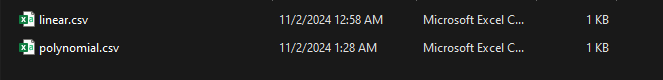 linear.csv 11/2/2024 12:58 AM Microsoft Excel C... 1 KB
polynomial.csv 11/2/2024 1:28 AM Microsoft Excel C... 1 KB